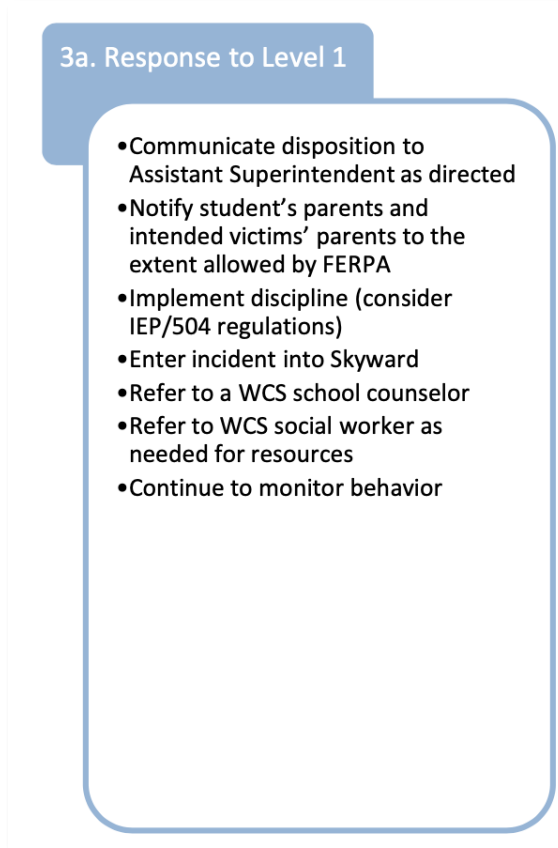 3a. Response to Level 1
•Communicate disposition to
Assistant Superintendent as directed
•Notify student’s parents and
intended victims’ parents to the
extent allowed by FERPA
•Implement discipline (consider
IEP/504 regulations)
•Enter incident into Skyward
•Refer to a WCS school counselor
•Refer to WCS social worker as
needed for resources
•Continue to monitor behavior